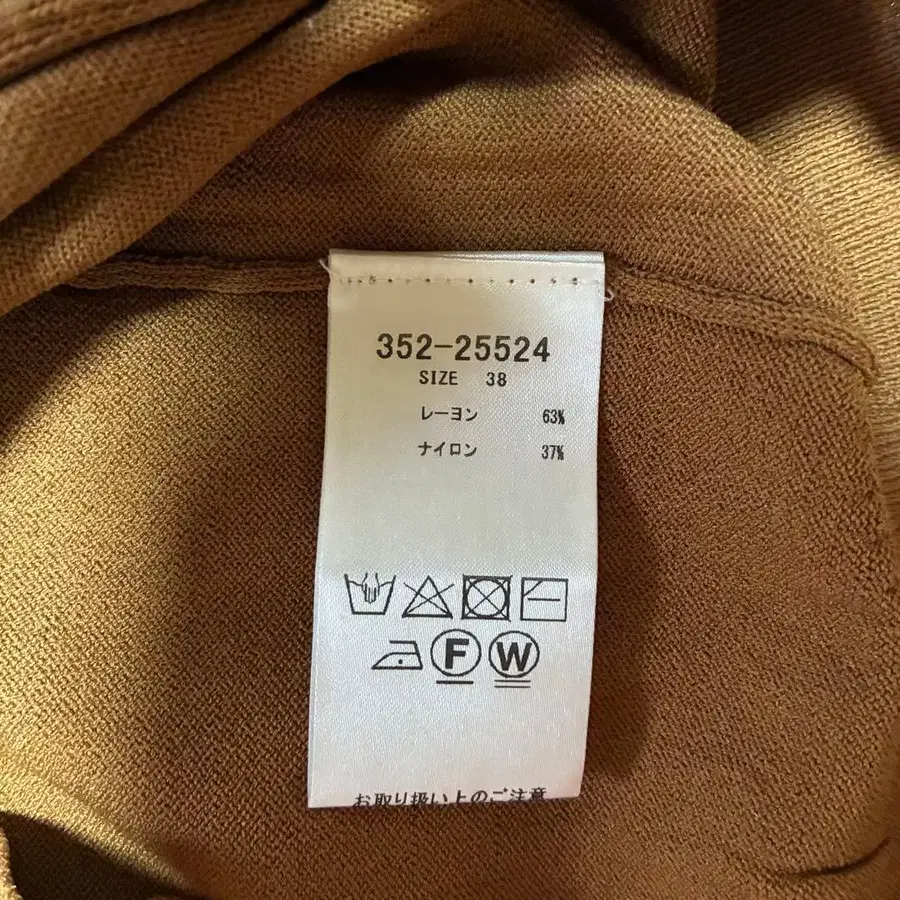 352-25524
SIZE 38
レーヨン 63%
ナイロン 37%
F W
お取り扱い上のご注意